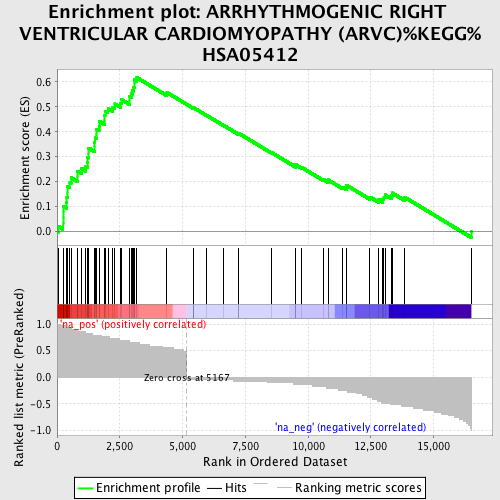 Enrichment plot: ARRHYTHMOGENIC RIGHT
VENTRICULAR CARDIOMYOPATHY (ARVC)%KEGG%
HSA05412
Enrichment score (ES)
0.6
0.5
0.4
0.3
0.2
0.1
0.0
Ranked list metric (PreRanked)
1.0
0.5
0.0
-0.5
-1.0
'na_pos' (positively correlated)
Zero cross at 5167
'na_neg' (negatively correlated)
0 2,500 5,000 7,500 10,000 12,500 15,000
Rank in Ordered Dataset
Enrichment profile Hits Ranking metric scores